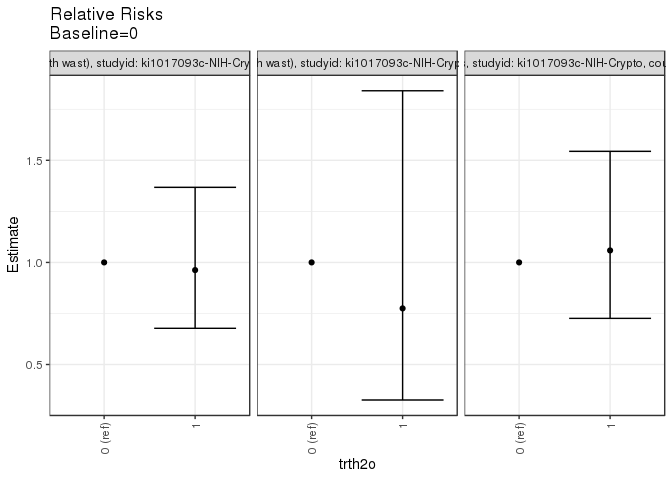 Relative Risks
Baseline=0
th wast), studyid: ki1017093c-NIH-Cry
h wast), studyid: ki1017093c-NIH-Cryp
, studyid: ki1017093c-NIH-Crypto, cou
Estimate
1.5
1.0
0.5
0 (ref)
1
0 (ref)
1
0 (ref)
1
trth2o